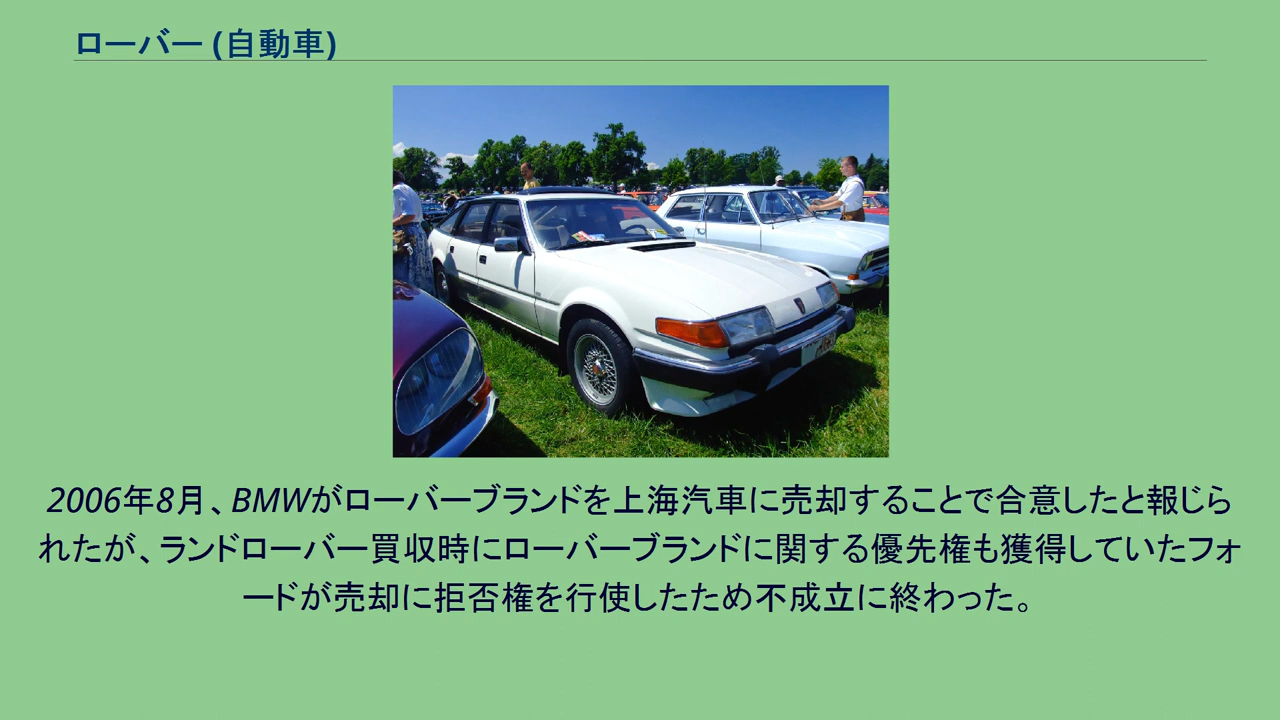 ローバー (自動車)
2006年8月、BMWがローバーブランドを上海汽車に売却することで合意したと報じら
れたが、ランドローバー買収時にローバーブランドに関する優先権も獲得していたフォ
ードが売却に拒否権を行使したため不成立に終わった。